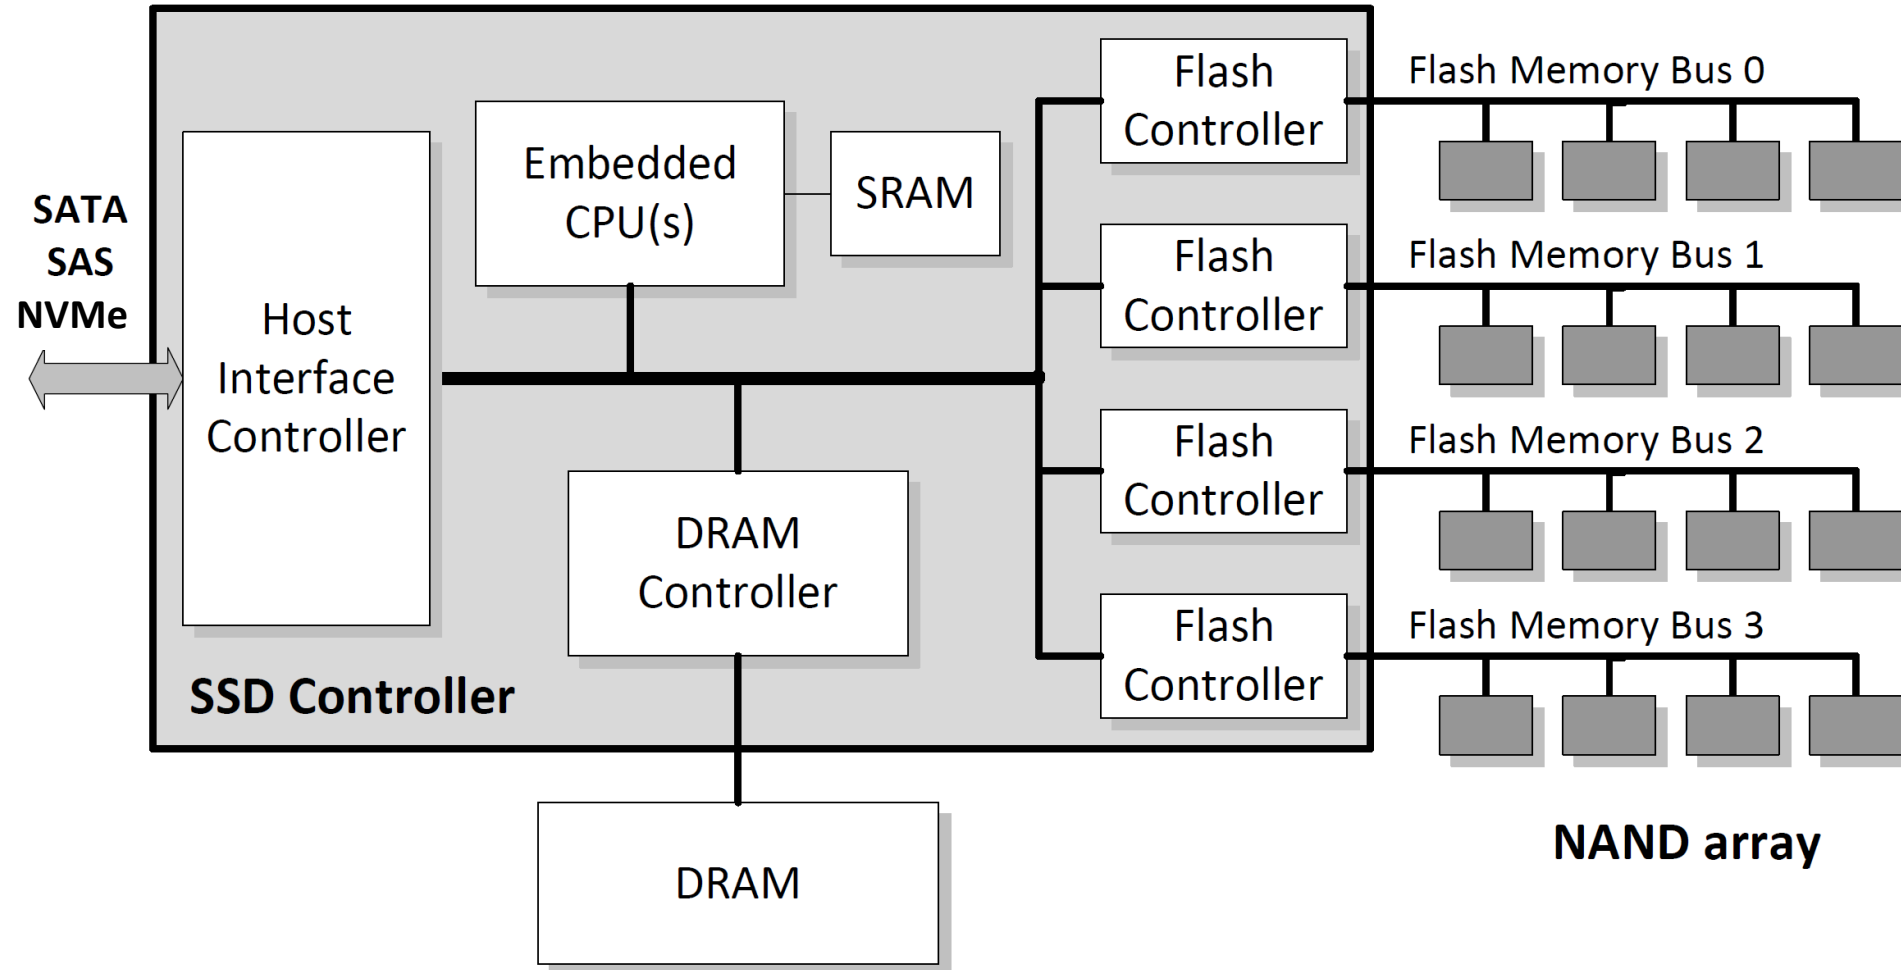 SATA
SAS
NVMe
Host
Interface
Controller
Embedded
CPU(s)
SRAM
DRAM
Controller
SSD Controller
DRAM
Flash
Controller
Flash
Controller
Flash
Controller
Flash
Controller
Flash Memory Bus 0
Flash Memory Bus 1
Flash Memory Bus 2
Flash Memory Bus 3
NAND array